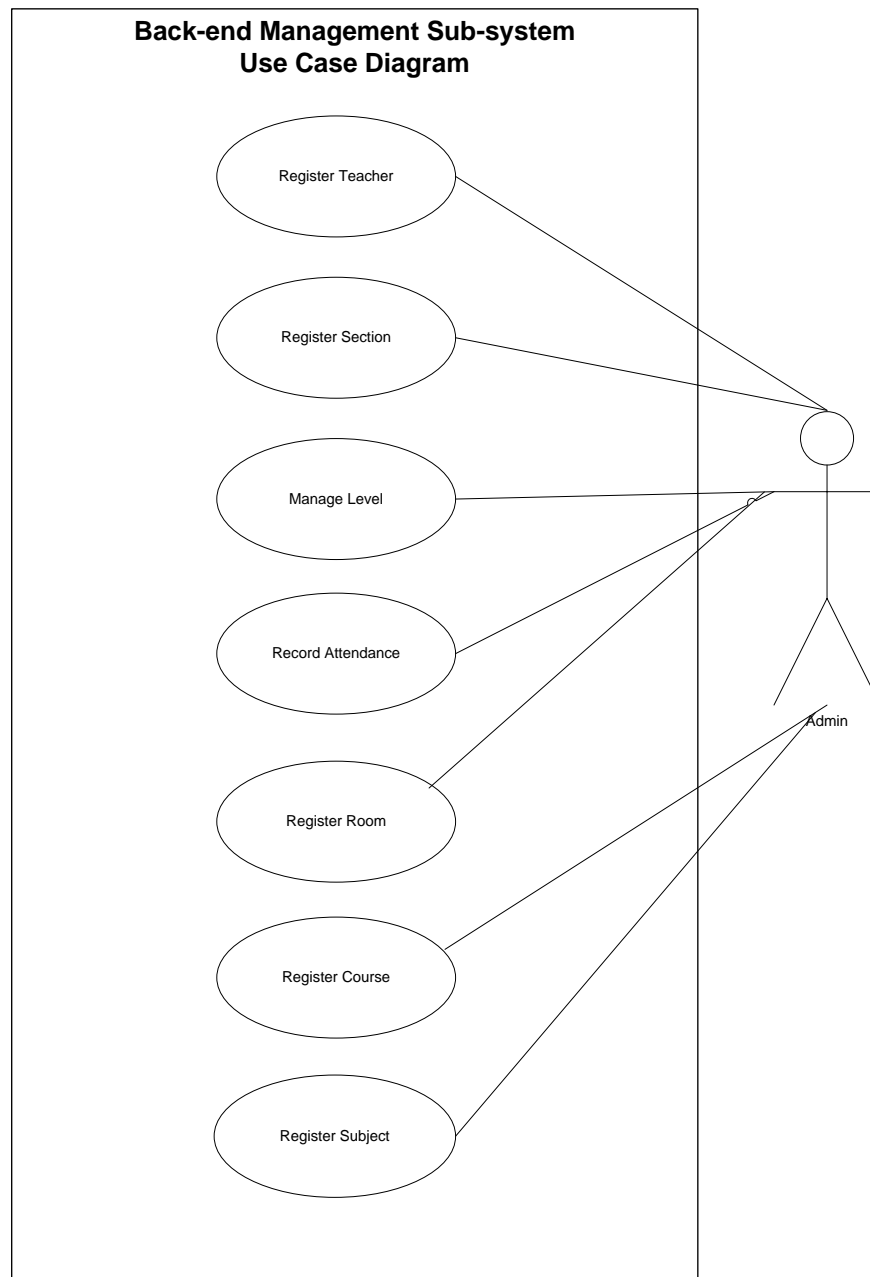 Back-end Management Sub-system
Use Case Diagram
Register Teacher
Register Section
Manage Level
Record Attendance
Register Room
Admin
Register Course
Register Subject